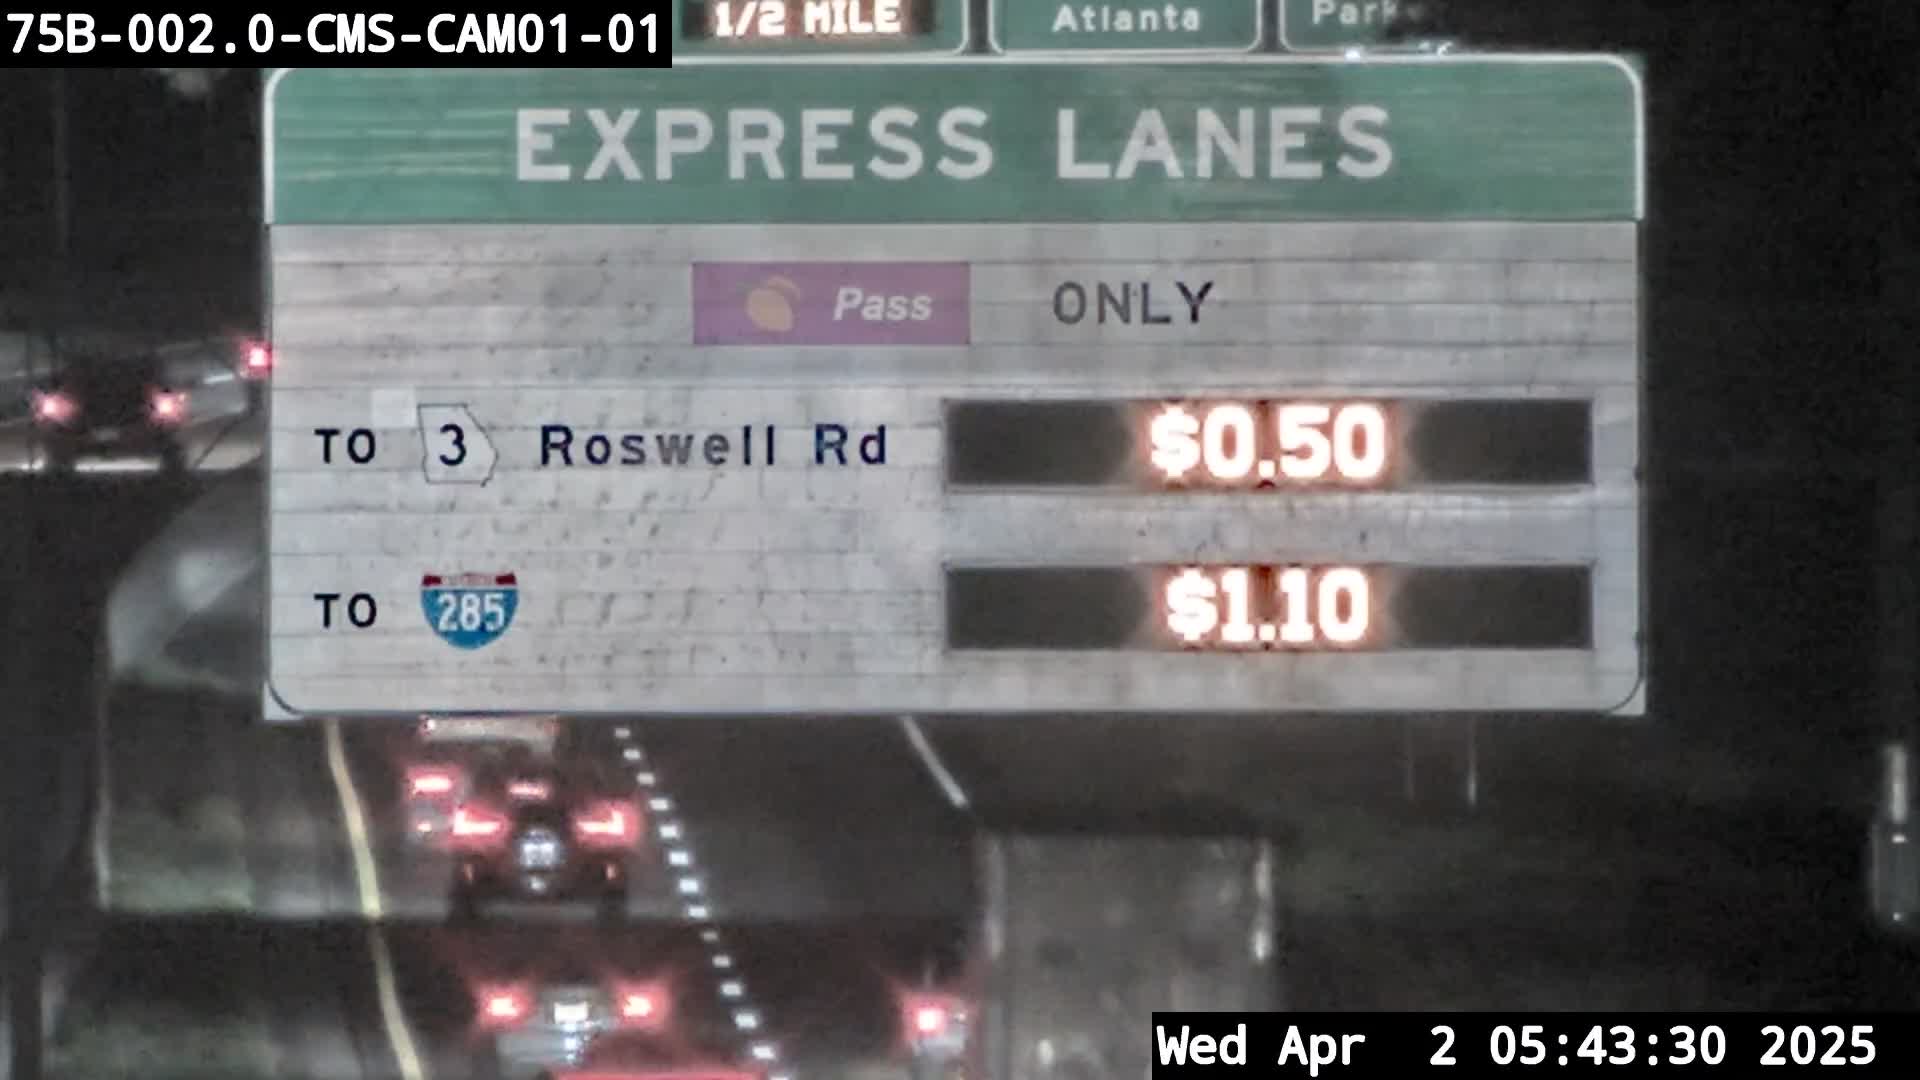 75B-002.0-CMS-CAM01-01
1/2 MILE
Atlanta
Park
EXPRESS LANES
Pass ONLY
TO 3 Roswell Rd $0.50
TO 285 $1.10
Wed Apr 2 05:43:30 2025